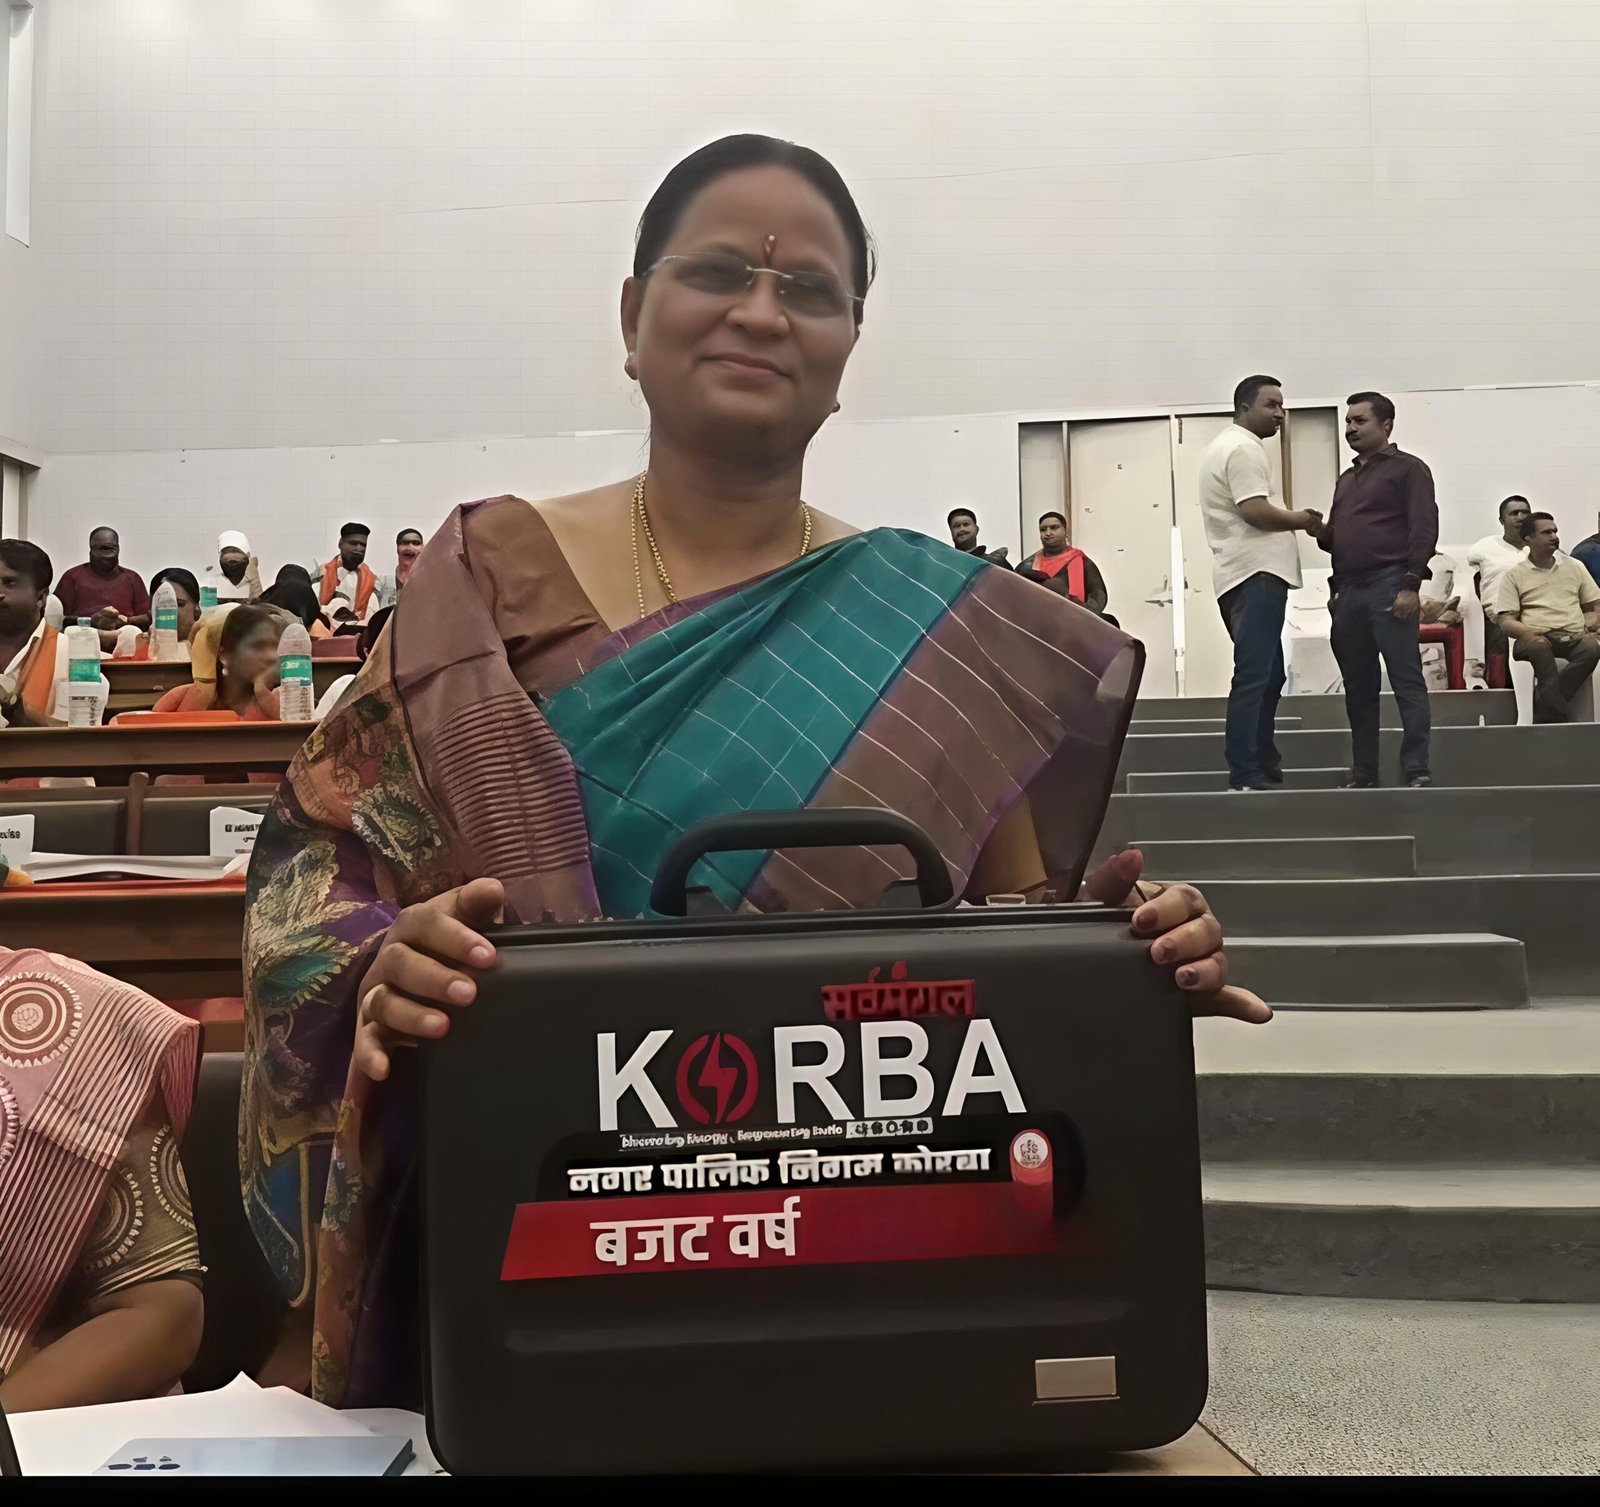 सर्वमंगल
KORBA
नगर पालिक निगम कोरबा
बजट वर्ष